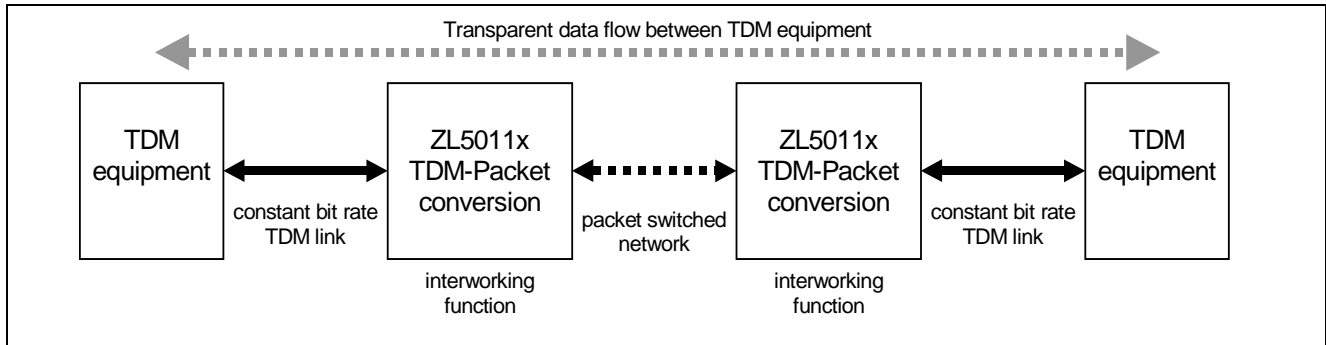 Transparent data flow between TDM equipment
TDM
equipment
constant bit rate
TDM link
ZL5011x
TDM-Packet
conversion
interworking
function
packet switched
network
ZL5011x
TDM-Packet
conversion
interworking
function
constant bit rate
TDM link
TDM
equipment